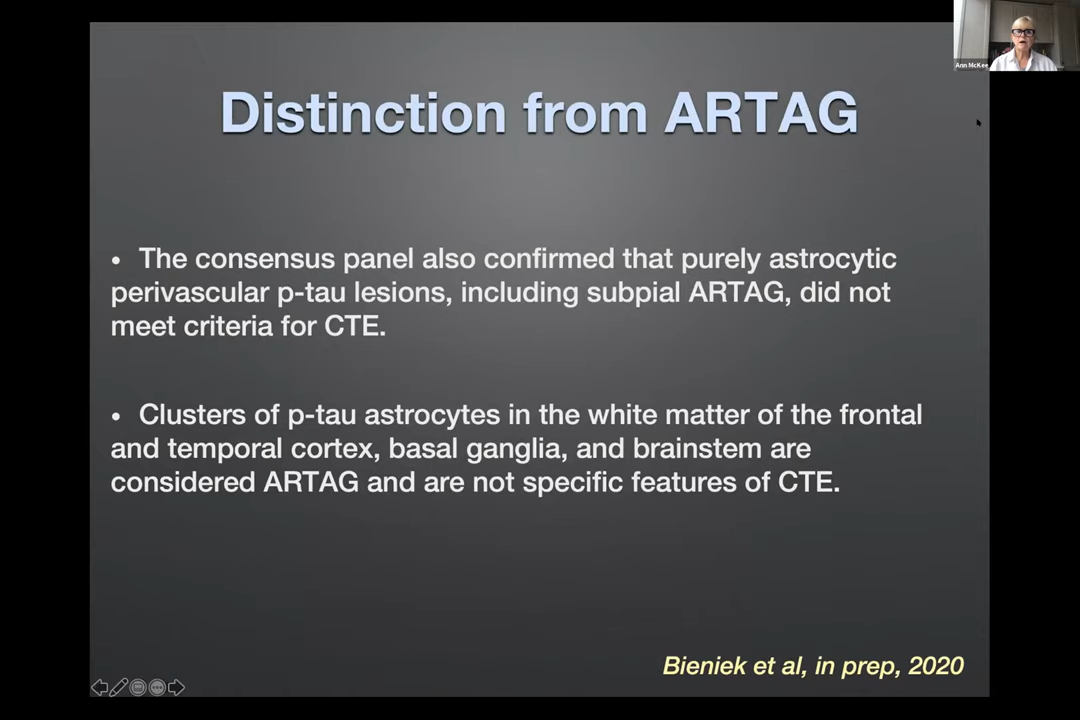 Ann McKee
Distinction from ARTAG
• The consensus panel also confirmed that purely astrocytic
perivascular p-tau lesions, including subpial ARTAG, did not
meet criteria for CTE.
• Clusters of p-tau astrocytes in the white matter of the frontal
and temporal cortex, basal ganglia, and brainstem are
considered ARTAG and are not specific features of CTE.
Bieniek et al, in prep, 2020